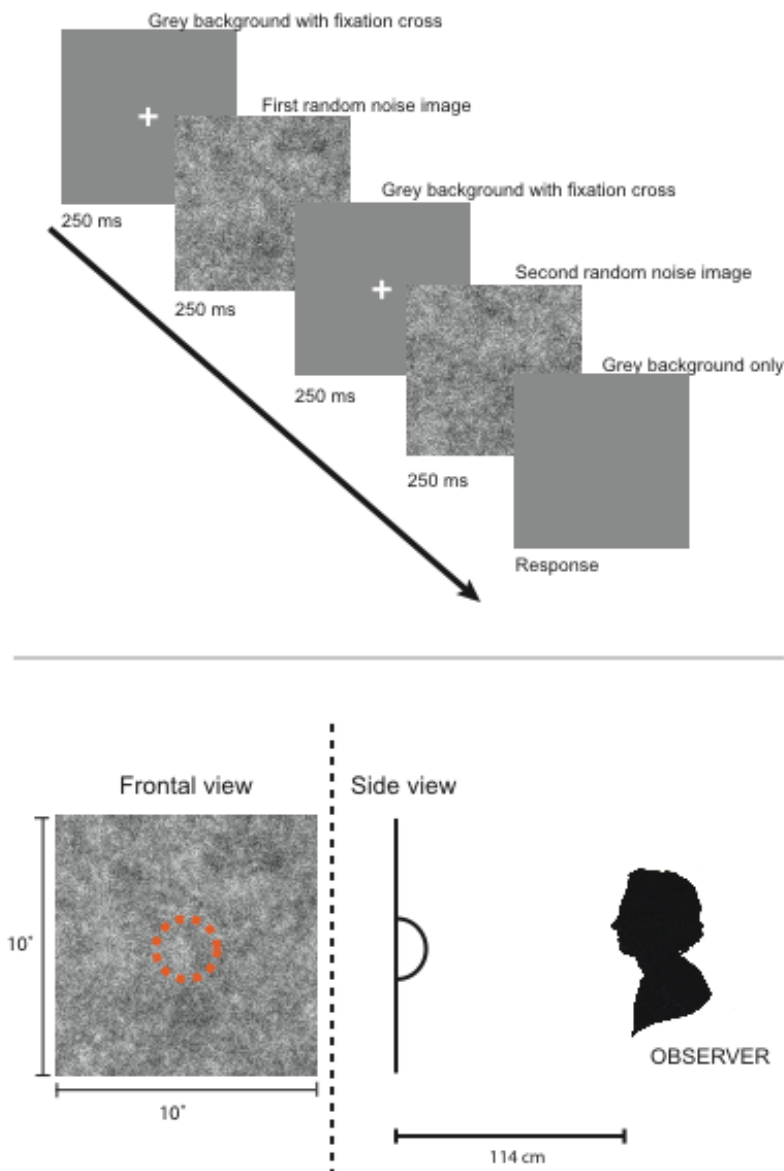 Grey background with fixation cross
First random noise image
Grey background with fixation cross
250 ms
Second random noise image
250 ms
Grey background only
250 ms
250 ms
Response
Frontal view
Side view
10˚
OBSERVER
10˚
114 cm